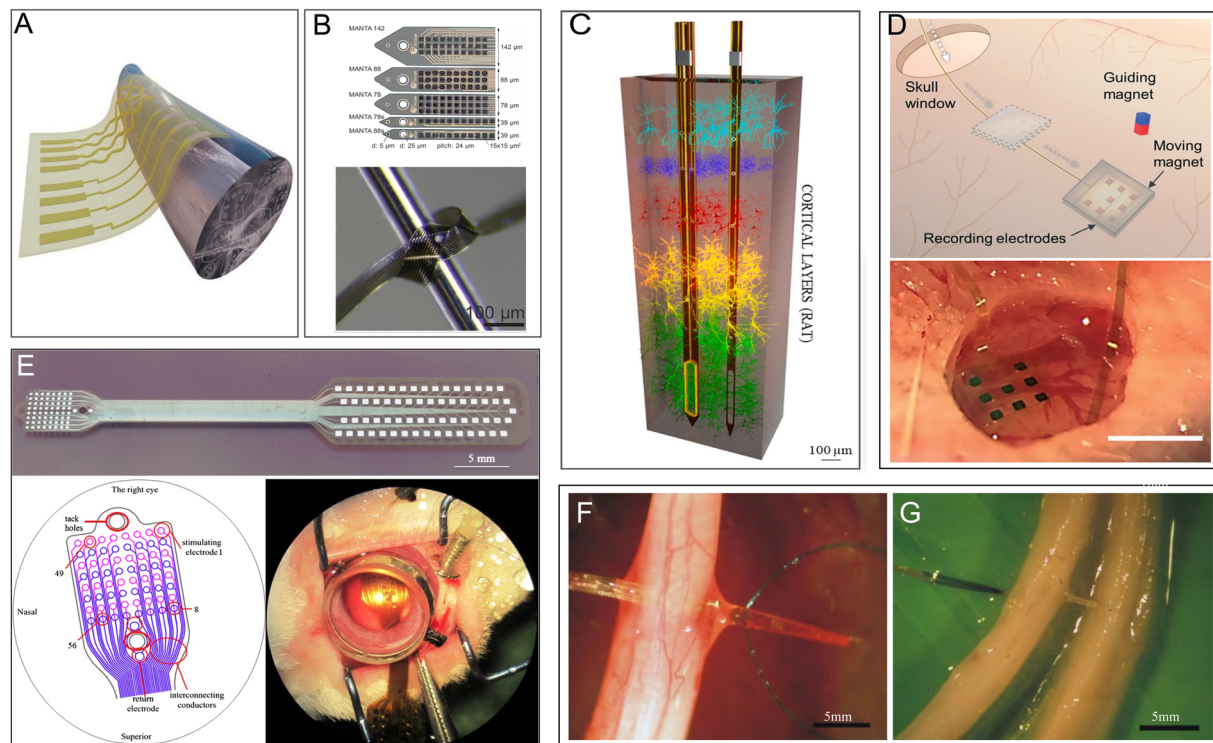 A
B
MANTA 142
142 µm
MANTA 88
88 µm
MANTA 78
78 µm
MANTA 78s
39 µm
MANTA 88s
39 µm
d: 5 µm d: 25 µm pitch: 24 µm 15x15 µm²
100 µm
C
CORTICAL LAYERS (RAT)
100 µm
D
Skull
window
Guiding
magnet
Moving
magnet
Recording electrodes
E
5 mm
The right eye
tack
holes
stimulating
electrode1
49
Nasal
8
56
return
electrode
interconnecting
conductors
Superior
F
5mm
G
5mm